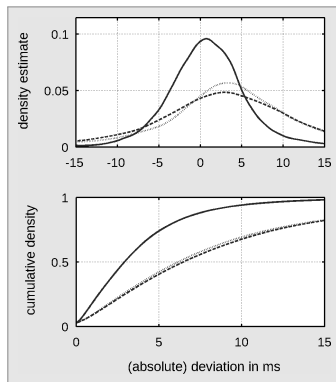 density estimate
0.1
0.05
0
-15 -10 -5 0 5 10 15
cumulative density
1
0.5
0
0 5 10 15
(absolute) deviation in ms